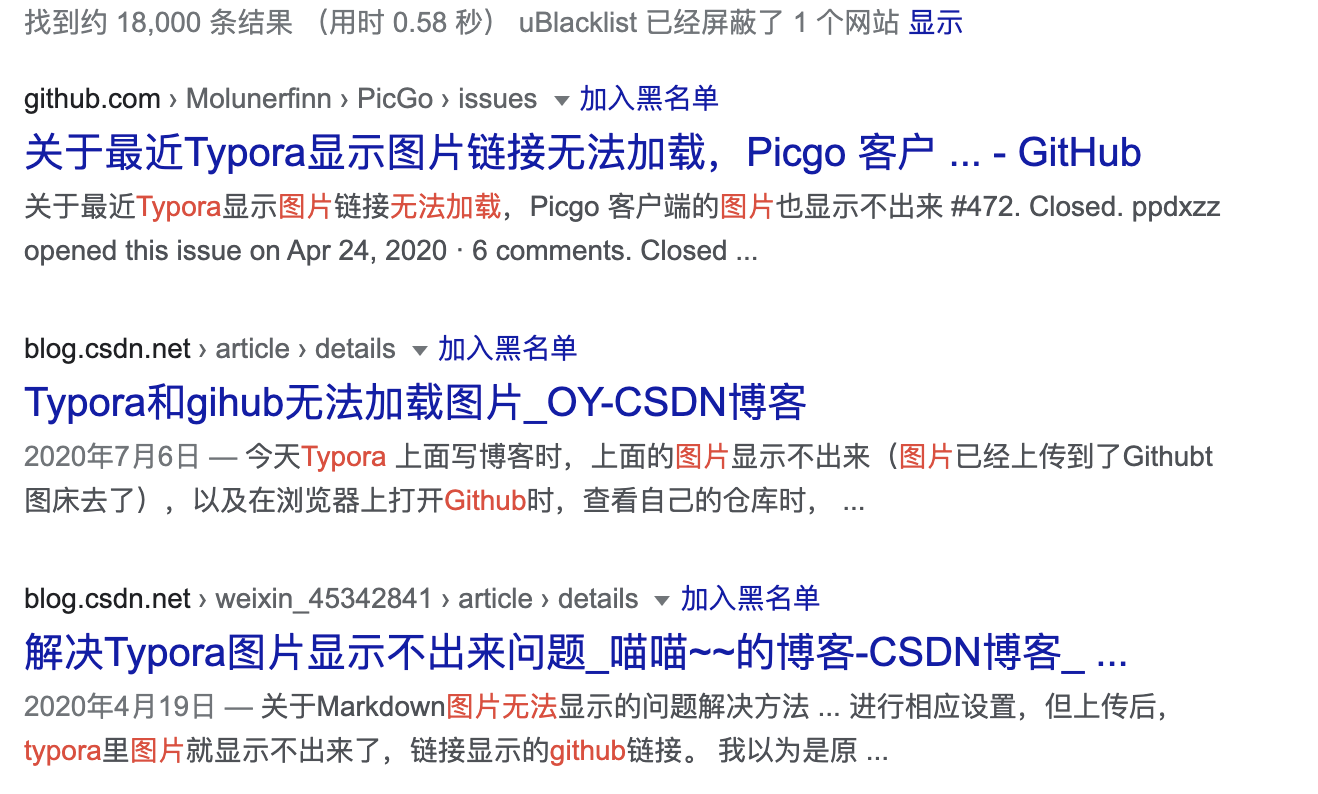 找到约 18,000 条结果 （用时 0.58 秒） uBlacklist 已经屏蔽了 1 个网站 显示
github.com › Molunerfinn › PicGo › issues 加入黑名单
关于最近Typora显示图片链接无法加载，Picgo 客户 ... - GitHub
关于最近Typora显示图片链接无法加载，Picgo 客户端的图片也显示不出来 #472. Closed. ppdxzz
opened this issue on Apr 24, 2020 · 6 comments. Closed ...
blog.csdn.net › article › details 加入黑名单
Typora和gihub无法加载图片_OY-CSDN博客
2020年7月6日 — 今天Typora 上面写博客时，上面的图片显示不出来（图片已经上传到了Githubt
图床去了），以及在浏览器上打开Github时，查看自己的仓库时， ...
blog.csdn.net › weixin_45342841 › article › details 加入黑名单
解决Typora图片显示不出来问题_喵喵~~的博客-CSDN博客_ ...
2020年4月19日 — 关于Markdown图片无法显示的问题解决方法 ... 进行相应设置，但上传后，
typora里图片就显示不出来了，链接显示的github链接。 我以为是原 ...